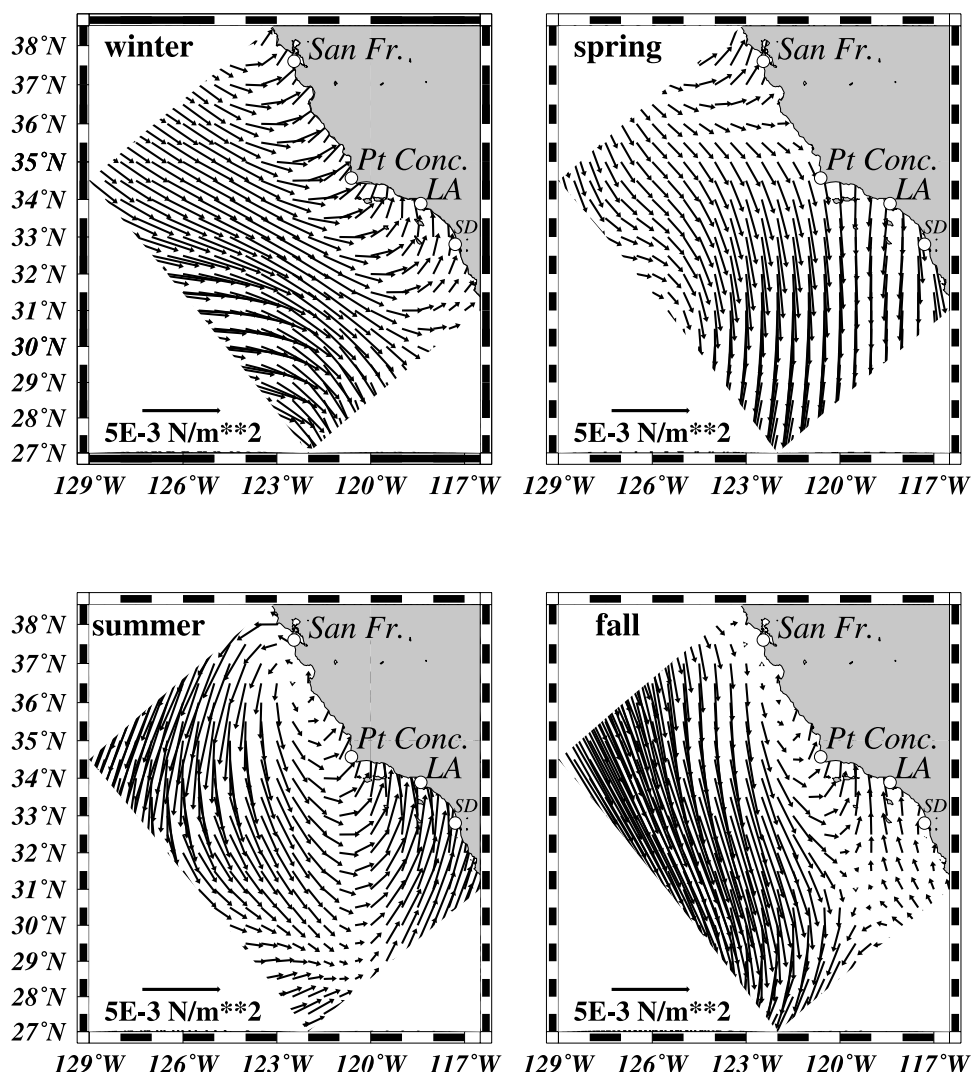 winter
San Fr.
38°N
37°N
36°N
35°N
34°N
33°N
32°N
31°N
30°N
29°N
28°N
27°N
Pt Conc.
LA
SD
5E-3 N/m**2
129°W 126°W 123°W 120°W 117°W
spring
San Fr.
Pt Conc.
LA
SD
5E-3 N/m**2
129°W 126°W 123°W 120°W 117°W
summer
San Fr.
38°N
37°N
36°N
35°N
34°N
33°N
32°N
31°N
30°N
29°N
28°N
27°N
Pt Conc.
LA
SD
5E-3 N/m**2
129°W 126°W 123°W 120°W 117°W
fall
San Fr.
Pt Conc.
LA
SD
5E-3 N/m**2
129°W 126°W 123°W 120°W 117°W